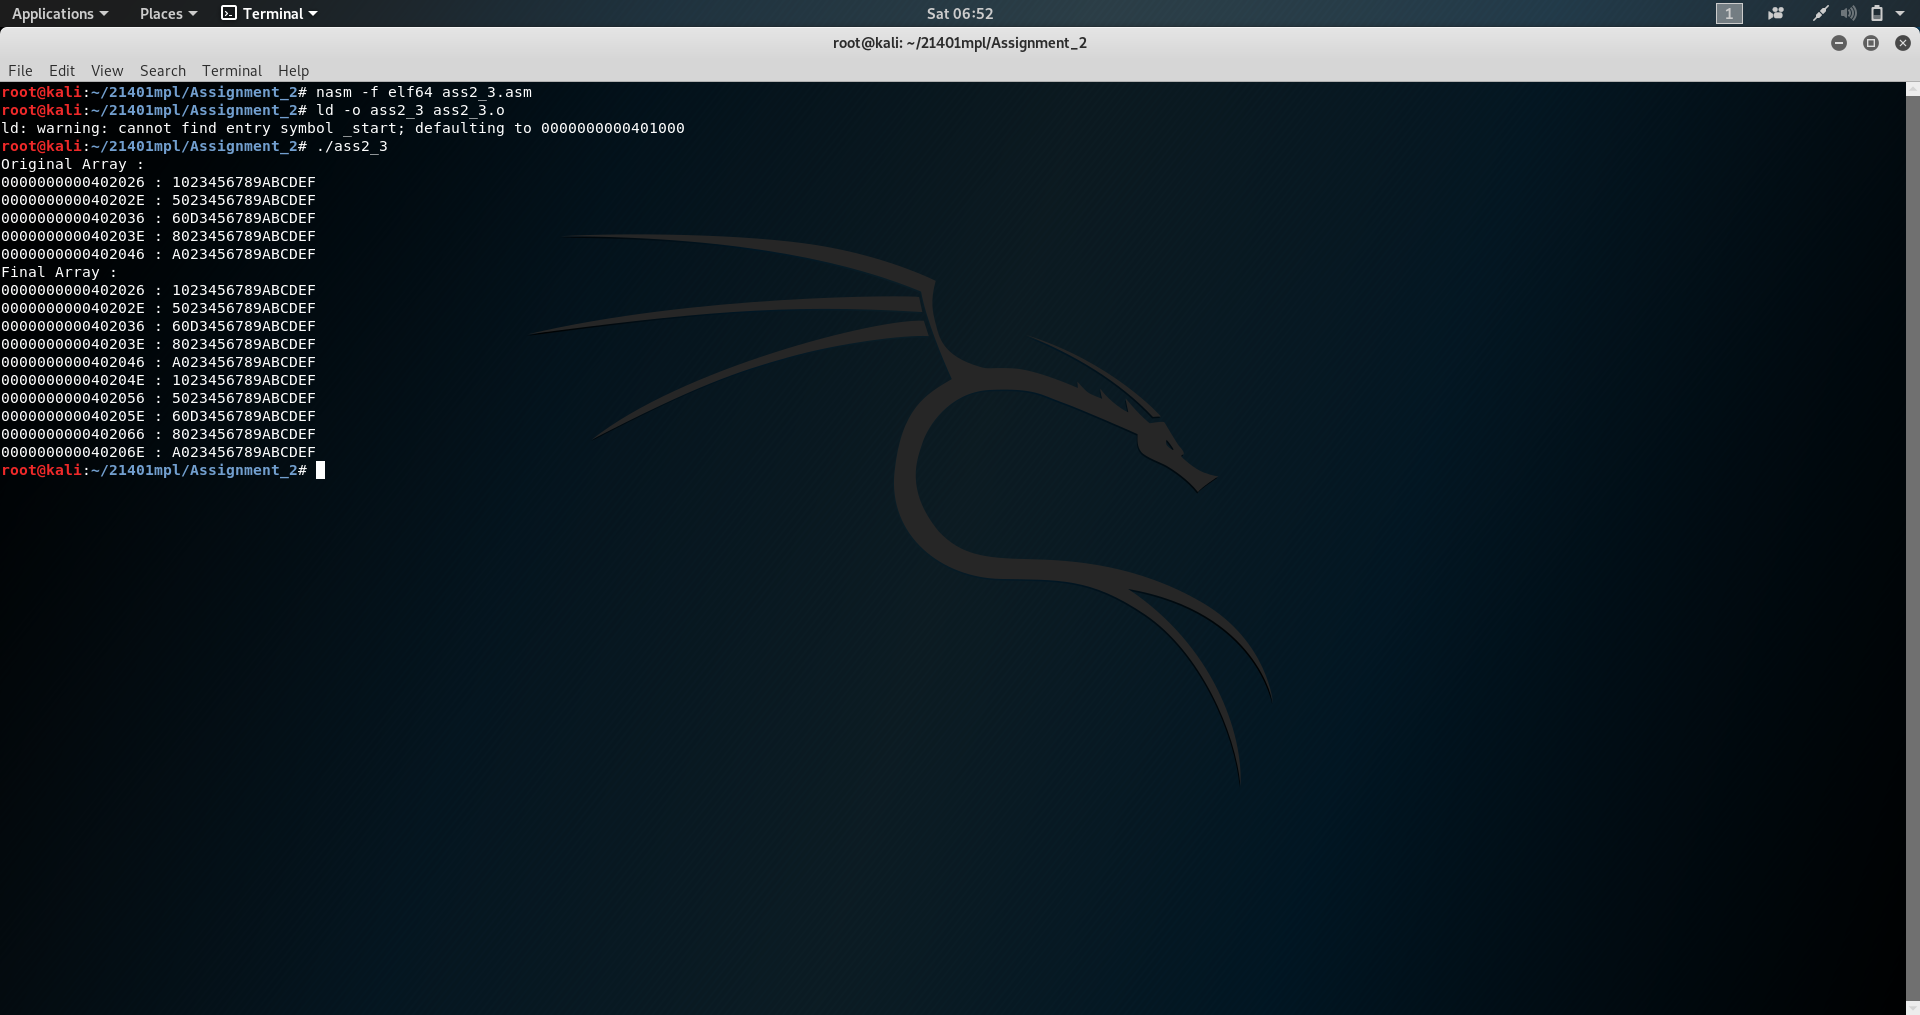 Applications Places Terminal Sat 06:52 1
root@kali: ~/21401mpl/Assignment_2
File Edit View Search Terminal Help
root@kali:~/21401mpl/Assignment_2# nasm -f elf64 ass2_3.asm
root@kali:~/21401mpl/Assignment_2# ld -o ass2_3 ass2_3.o
ld: warning: cannot find entry symbol _start; defaulting to 0000000000401000
root@kali:~/21401mpl/Assignment_2# ./ass2_3
Original Array :
0000000000402026 : 1023456789ABCDEF
000000000040202E : 5023456789ABCDEF
0000000000402036 : 60D3456789ABCDEF
000000000040203E : 8023456789ABCDEF
0000000000402046 : A023456789ABCDEF
Final Array :
0000000000402026 : 1023456789ABCDEF
000000000040202E : 5023456789ABCDEF
0000000000402036 : 60D3456789ABCDEF
000000000040203E : 8023456789ABCDEF
0000000000402046 : A023456789ABCDEF
000000000040204E : 1023456789ABCDEF
0000000000402056 : 5023456789ABCDEF
000000000040205E : 60D3456789ABCDEF
0000000000402066 : 8023456789ABCDEF
000000000040206E : A023456789ABCDEF
root@kali:~/21401mpl/Assignment_2#